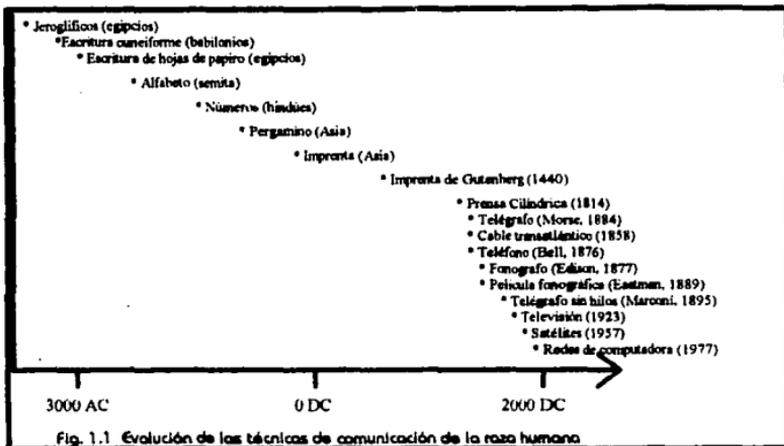 * Jeroglíficos (egipcios)
* Escritura cuneiforme (babilonios)
* Escritura de hojas de papiro (egipcios)
* Alfabeto (semita)
* Números (hindúes)
* Pergamino (Asia)
* Imprenta (Asia)
* Imprenta de Gutenberg (1440)
* Prensa Cilíndrica (1814)
* Telégrafo (Morse, 1884)
* Cable transatlántico (1858)
* Teléfono (Bell, 1876)
* Fonografo (Edison, 1877)
* Película fonográfica (Eastman, 1889)
* Telégrafo sin hilos (Marconi, 1895)
* Televisión (1923)
* Satélites (1957)
* Redes de computadora (1977)
3000 AC 0 DC 2000 DC
Fig. 1.1 Evolución de las técnicas de comunicación de la raza humana